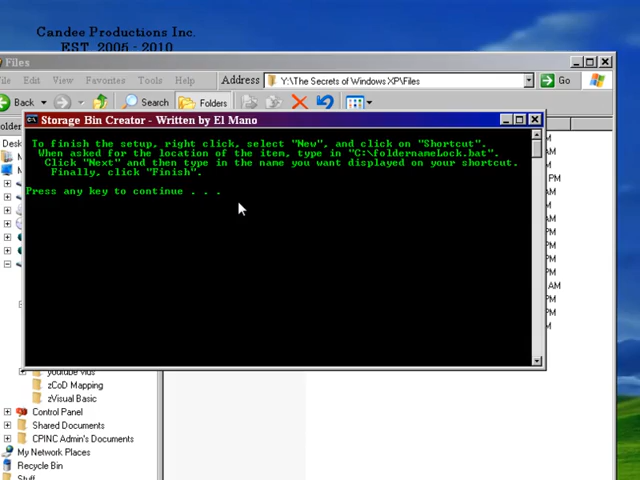 Candee Productions Inc.
EST. 2005 - 2010
Files
File Edit View Favorites Tools Help Address Y:\The Secrets of Windows XP\Files Go
Back Search Folders
Storage Bin Creator - Written by El Mano
To finish the setup, right click, select "New", and click on "Shortcut".
When asked for the location of the item, type in "C:\foldernameLock.bat".
Click "Next" and then type in the name you want displayed on your shortcut.
Finally, click "Finish".
Press any key to continue . . .
youtube vids
zCoD Mapping
zVisual Basic
Control Panel
Shared Documents
CPINC Admin's Documents
My Network Places
Recycle Bin
Stuff